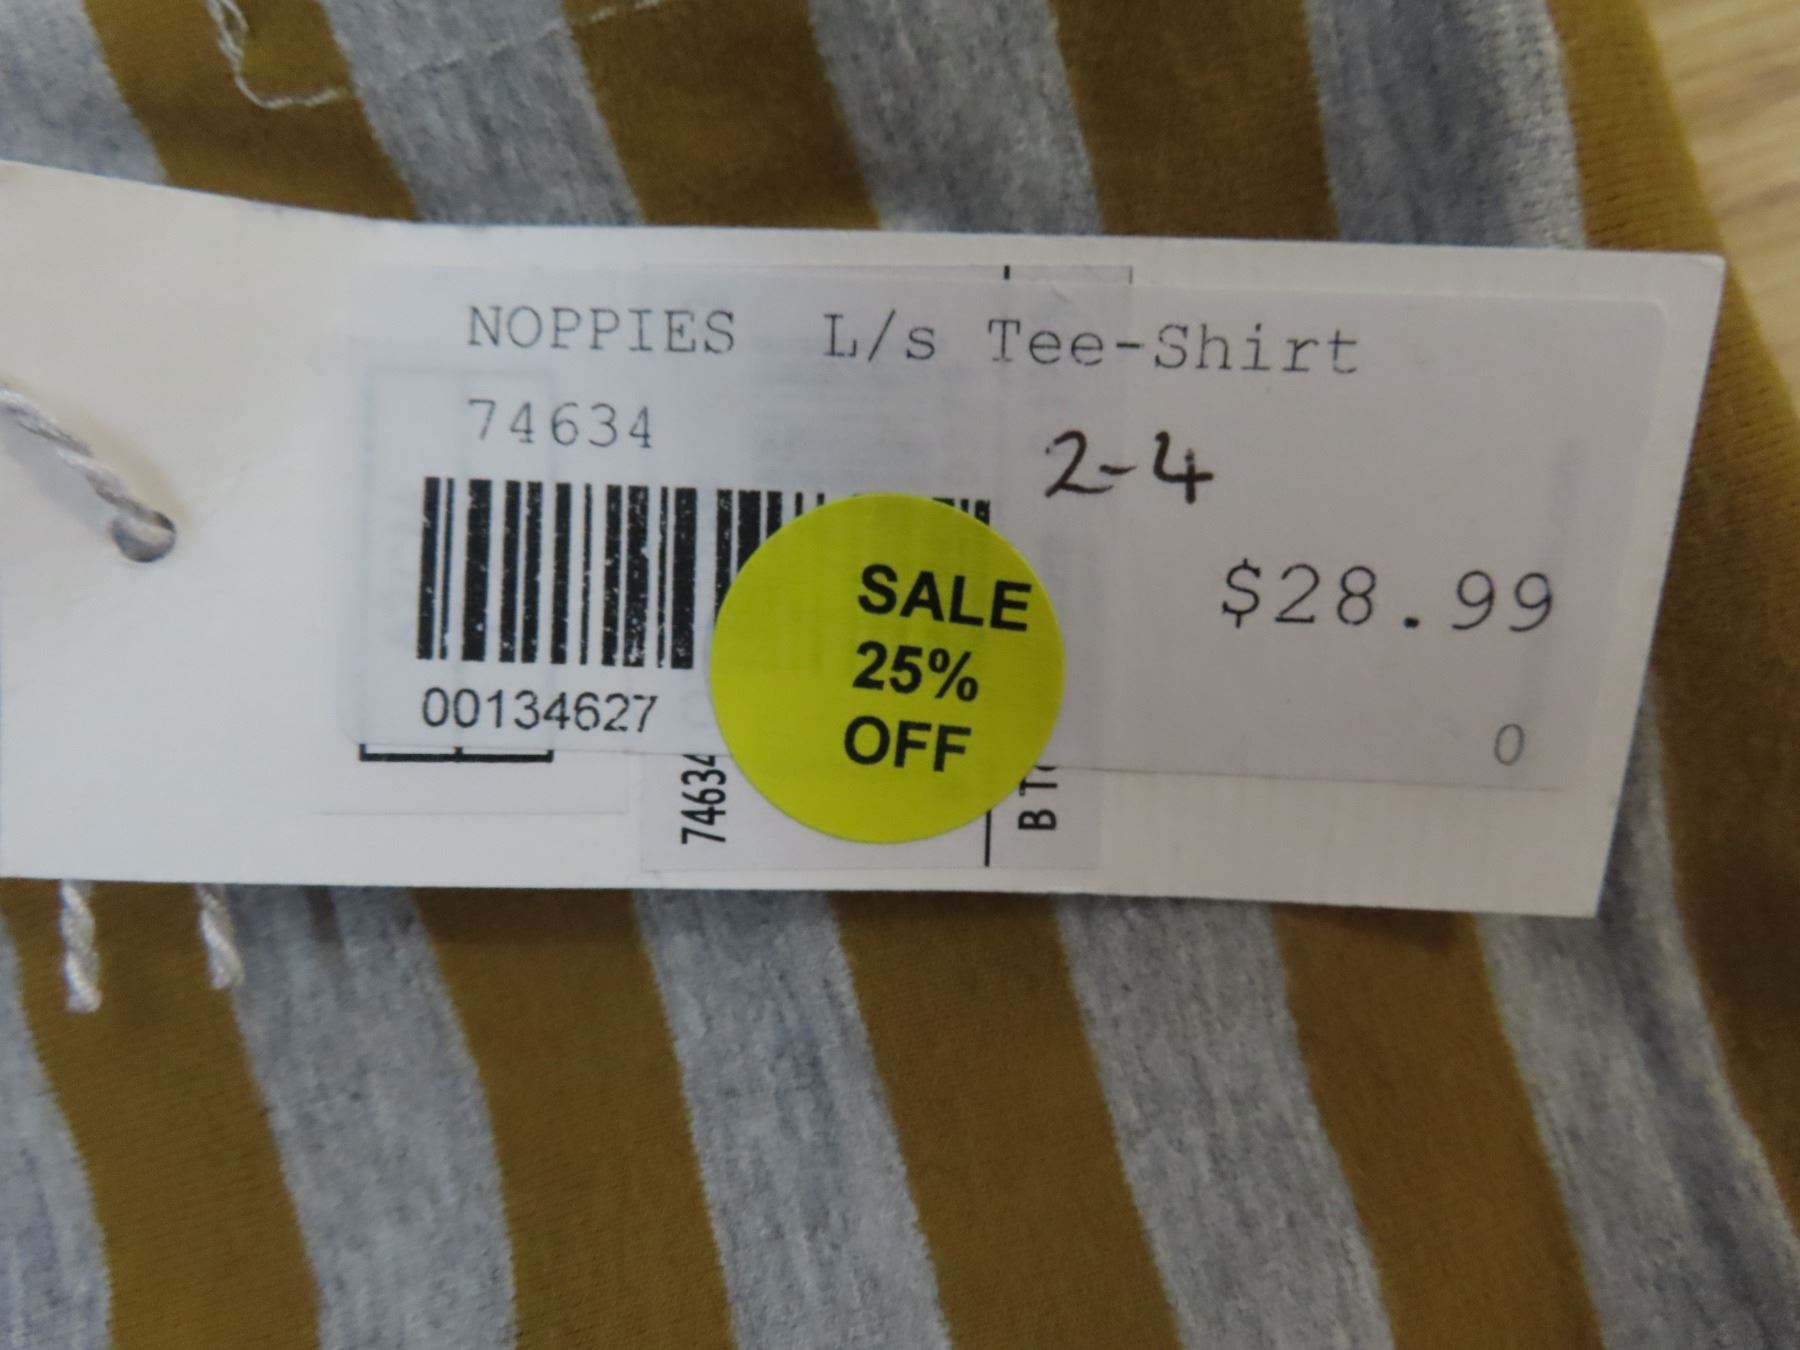 NOPPIES L/s Tee-Shirt
74634
2-4
$28.99
00134627
0
SALE
25%
OFF
74634
B